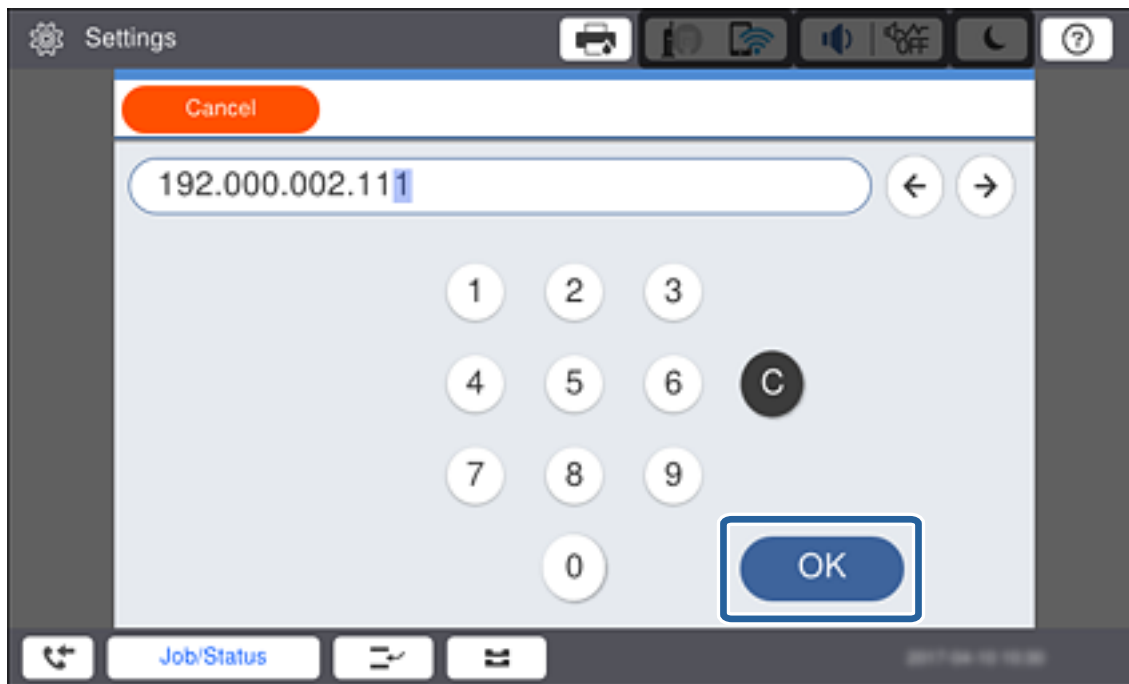 Settings
OFF
?
Cancel
192.000.002.111
1 2 3
4 5 6 C
7 8 9
0 OK
Job/Status